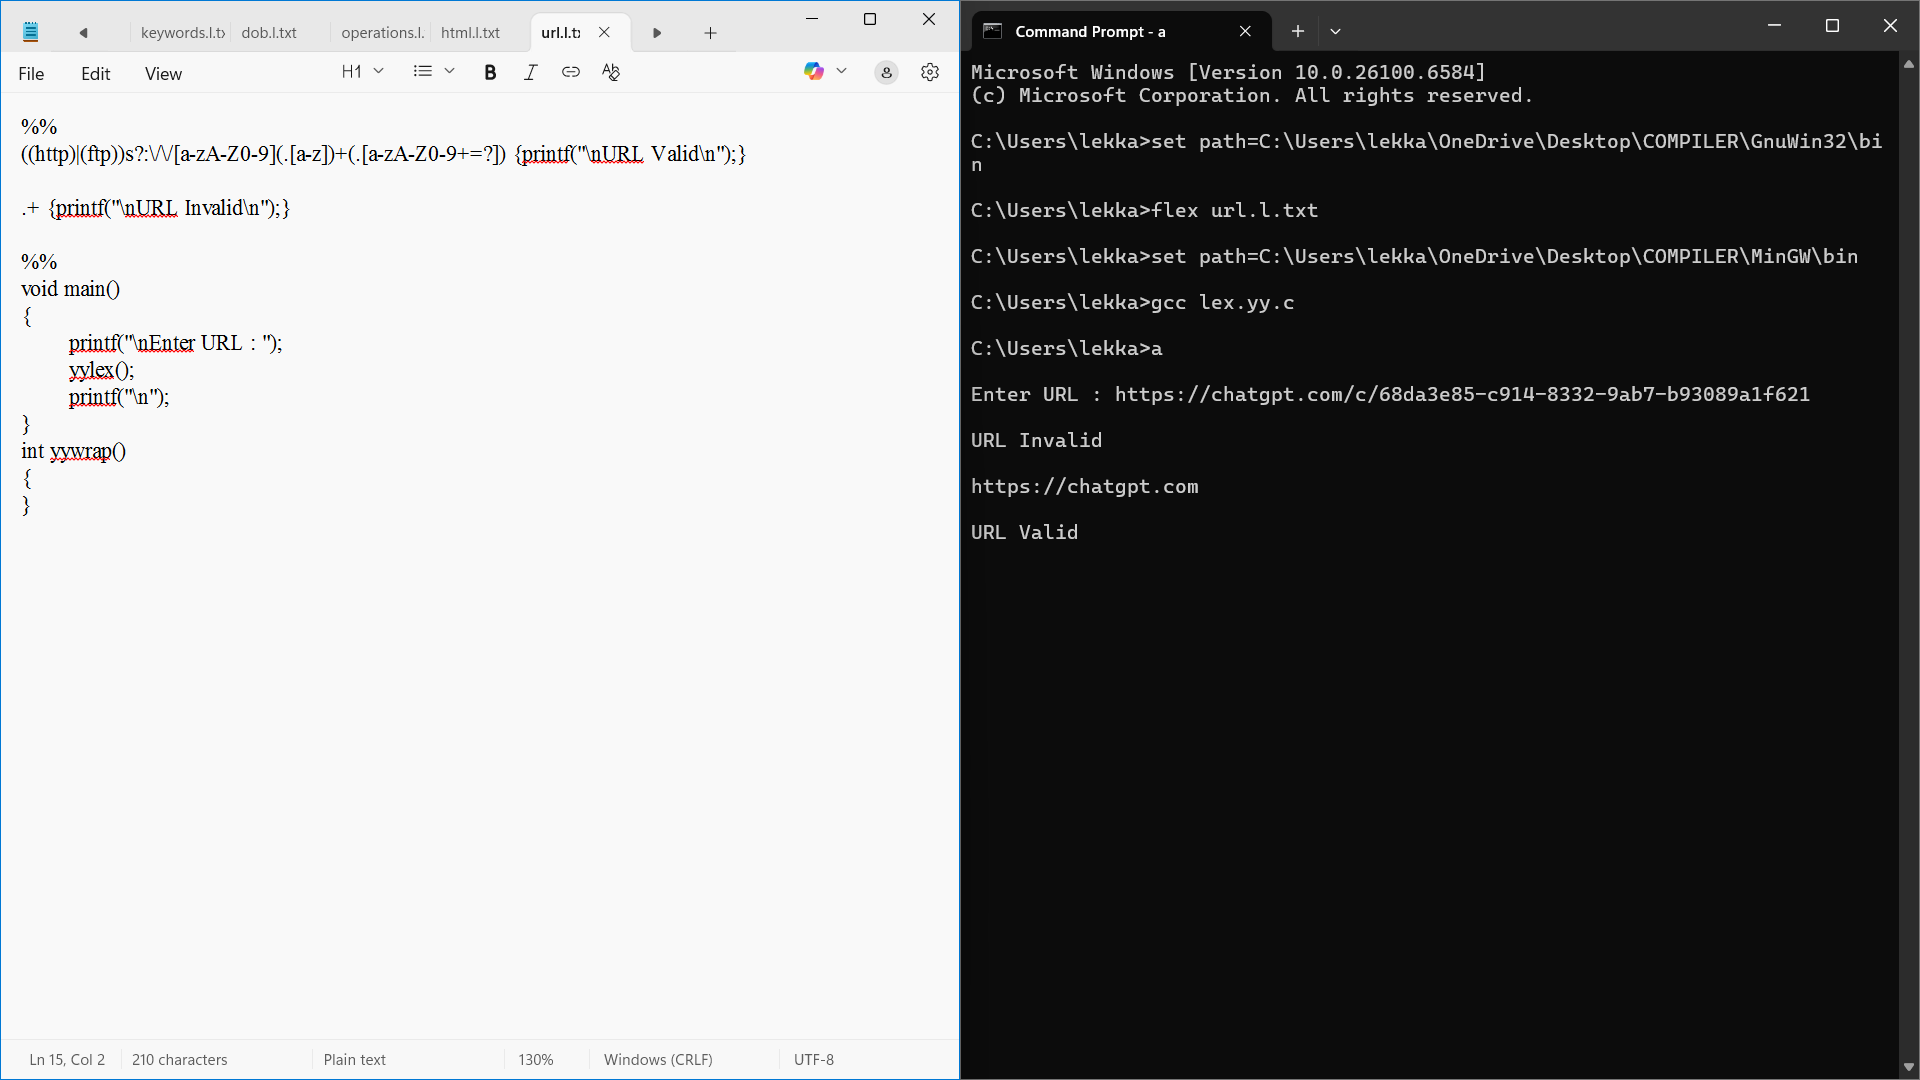 keywords.l.tx
dob.l.txt
operations.l.
html.l.txt
url.l.tx
File
Edit
View
H1
%%
((http)|(ftp))s?:\/\/[a-zA-Z0-9](.[a-z])+(.[a-zA-Z0-9+=?]) {printf("\nURL Valid\n");}
.+ {printf("\nURL Invalid\n");}
%%
void main()
{
printf("\nEnter URL : ");
yylex();
printf("\n");
}
int yywrap()
{
}
Ln 15, Col 2
210 characters
Plain text
130%
Windows (CRLF)
UTF-8
Command Prompt - a
Microsoft Windows [Version 10.0.26100.6584]
(c) Microsoft Corporation. All rights reserved.
C:\Users\lekka>set path=C:\Users\lekka\OneDrive\Desktop\COMPILER\GnuWin32\bi
n
C:\Users\lekka>flex url.l.txt
C:\Users\lekka>set path=C:\Users\lekka\OneDrive\Desktop\COMPILER\MinGW\bin
C:\Users\lekka>gcc lex.yy.c
C:\Users\lekka>a
Enter URL : https://chatgpt.com/c/68da3e85-c914-8332-9ab7-b93089a1f621
URL Invalid
https://chatgpt.com
URL Valid